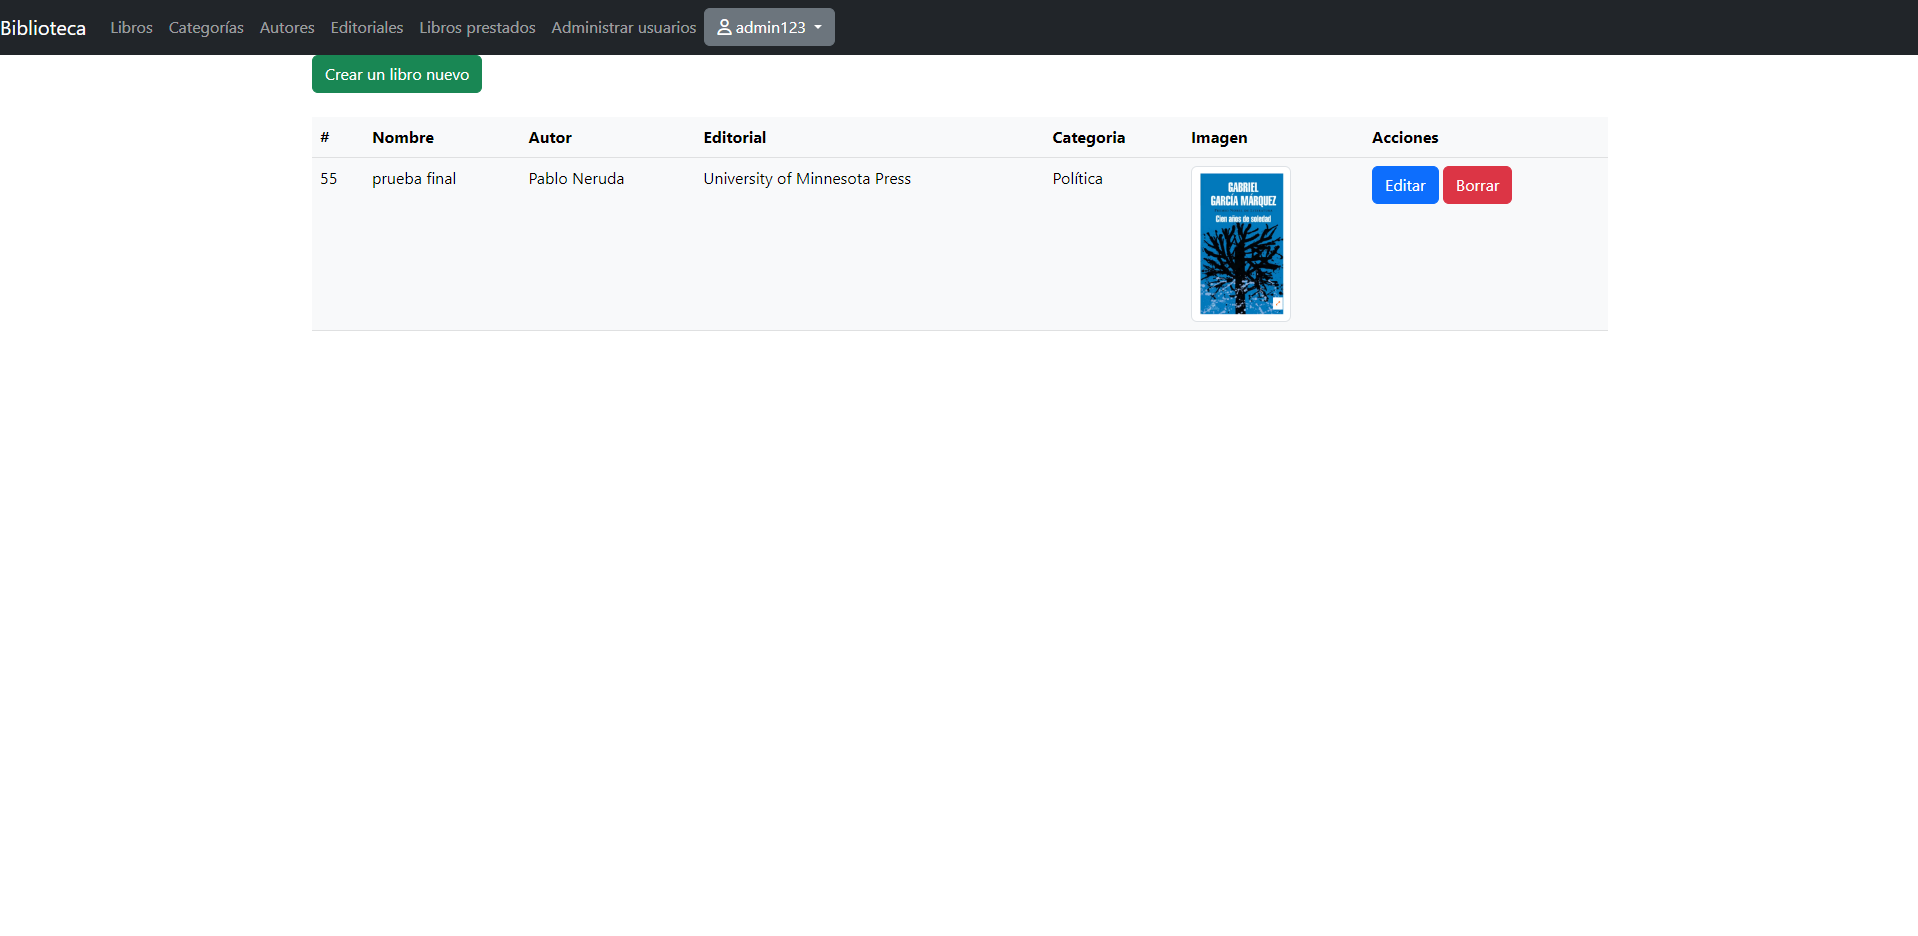 Biblioteca Libros Categorías Autores Editoriales Libros prestados Administrar usuarios admin123
Crear un libro nuevo
# Nombre Autor Editorial Categoria Imagen Acciones
55 prueba final Pablo Neruda University of Minnesota Press Política Editar Borrar
GABRIEL
GARCÍA MÁRQUEZ
Cien años de soledad